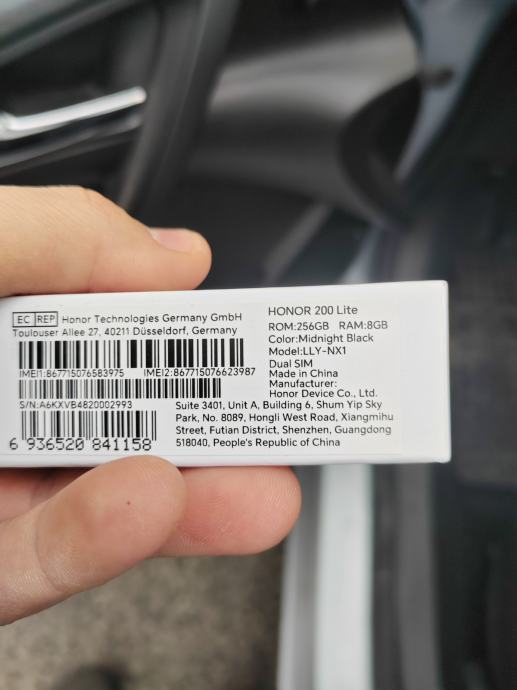 EC REP Honor Technologies Germany GmbH
Toulouser Allee 27, 40211 Düsseldorf, Germany
IMEI1:867715076583975 IMEI2:867715076623987
S/N:A6KXVB4820002993
6 936520 841158
HONOR 200 Lite
ROM:256GB RAM:8GB
Color:Midnight Black
Model:LLY-NX1
Dual SIM
Made in China
Manufacturer:
Honor Device Co., Ltd.
Suite 3401, Unit A, Building 6, Shum Yip Sky
Park, No. 8089, Hongli West Road, Xiangmihu
Street, Futian District, Shenzhen, Guangdong
518040, People's Republic of China